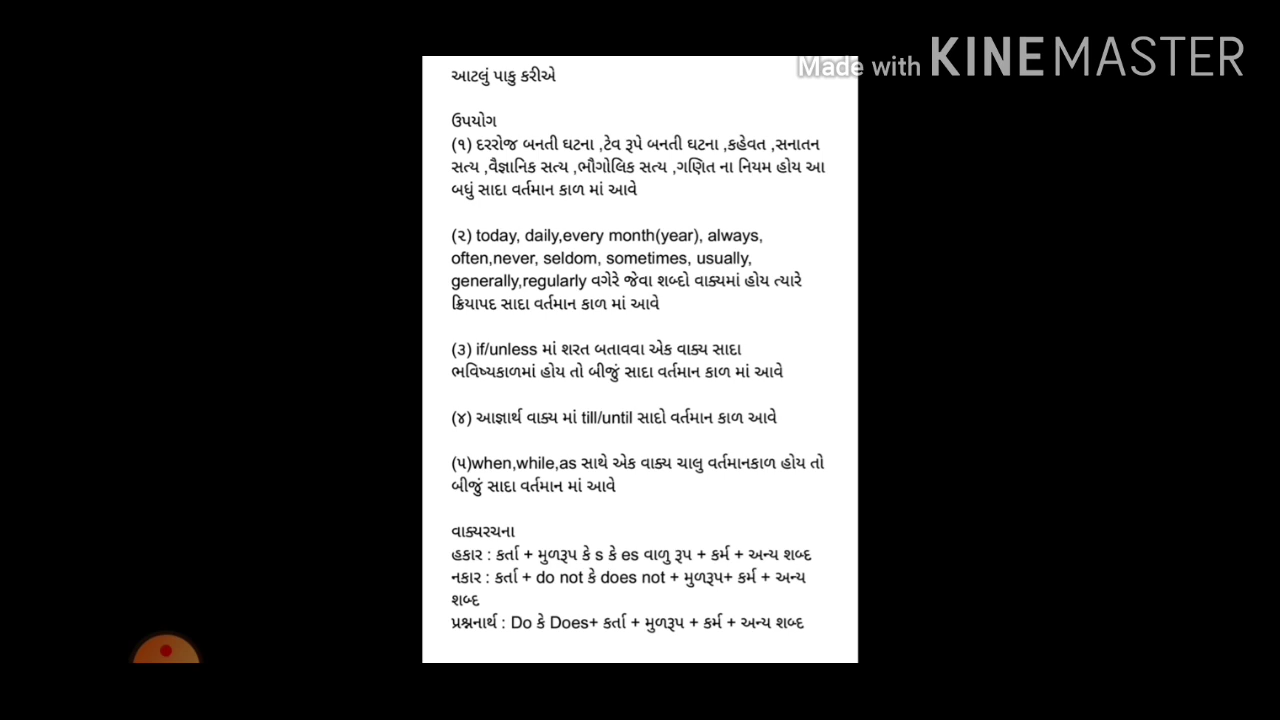 આટલું પાકુ કરીએ
Made with KINEMASTER
ઉપયોગ
(૧) દરરોજ બનતી ઘટના ,ટેવ રૂપે બનતી ઘટના ,કહેવત ,સનાતન
સત્ય ,વૈજ્ઞાનિક સત્ય ,ભૌગોલિક સત્ય ,ગણિત ના નિયમ હોય આ
બધું સાદા વર્તમાન કાળ માં આવે
(૨) today, daily,every month(year), always,
often,never, seldom, sometimes, usually,
generally,regularly વગેરે જેવા શબ્દો વાક્યમાં હોય ત્યારે
ક્રિયાપદ સાદા વર્તમાન કાળ માં આવે
(૩) if/unless માં શરત બતાવવા એક વાક્ય સાદા
ભવિષ્યકાળમાં હોય તો બીજું સાદા વર્તમાન કાળ માં આવે
(૪) આજ્ઞાર્થ વાક્ય માં till/until સાદો વર્તમાન કાળ આવે
(૫)when,while,as સાથે એક વાક્ય ચાલુ વર્તમાનકાળ હોય તો
બીજું સાદા વર્તમાન માં આવે
વાક્યરચના
હકાર : કર્તા + મુળરૂપ કે s કે es વાળુ રૂપ + કર્મ + અન્ય શબ્દ
નકાર : કર્તા + do not કે does not + મુળરૂપ+ કર્મ + અન્ય
શબ્દ
પ્રશ્નનાર્થ : Do કે Does+ કર્તા + મુળરૂપ + કર્મ + અન્ય શબ્દ